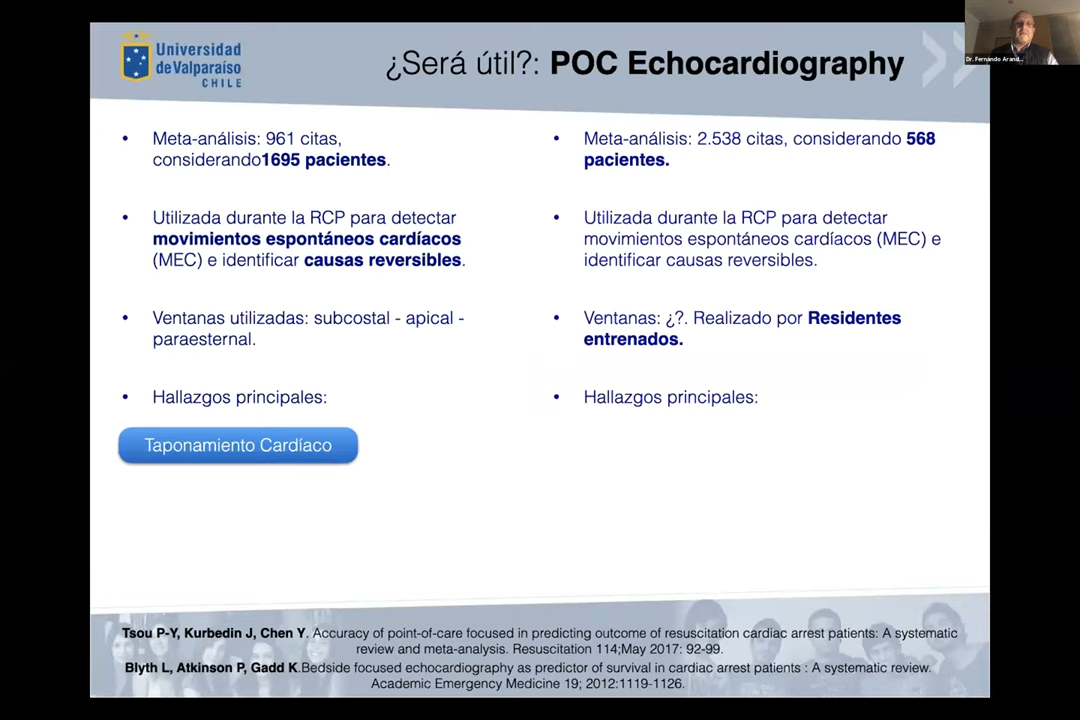 Universidad
de Valparaíso
CHILE
¿Será útil?: POC Echocardiography
Dr. Fernando Arand...
• Meta-análisis: 961 citas,
considerando1695 pacientes.
• Utilizada durante la RCP para detectar
movimientos espontáneos cardíacos
(MEC) e identificar causas reversibles.
• Ventanas utilizadas: subcostal - apical -
paraesternal.
• Hallazgos principales:
Taponamiento Cardíaco
• Meta-análisis: 2.538 citas, considerando 568
pacientes.
• Utilizada durante la RCP para detectar
movimientos espontáneos cardíacos (MEC) e
identificar causas reversibles.
• Ventanas: ¿?. Realizado por Residentes
entrenados.
• Hallazgos principales:
Tsou P-Y, Kurbedin J, Chen Y. Accuracy of point-of-care focused in predicting outcome of resuscitation cardiac arrest patients: A systematic
review and meta-analysis. Resuscitation 114;May 2017: 92-99.
Blyth L, Atkinson P, Gadd K.Bedside focused echocardiography as predictor of survival in cardiac arrest patients : A systematic review.
Academic Emergency Medicine 19; 2012:1119-1126.